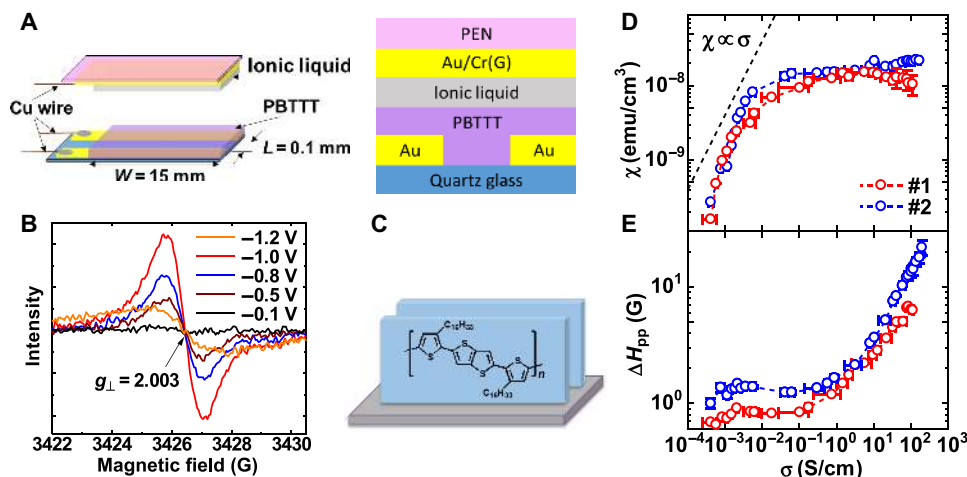 A
Ionic liquid
Cu wire
PBTTT
L = 0.1 mm
W = 15 mm
PEN
Au/Cr(G)
Ionic liquid
PBTTT
Au
Au
Quartz glass
B
Intensity
–1.2 V
–1.0 V
–0.8 V
–0.5 V
–0.1 V
g⊥ = 2.003
3422
3424
3426
3428
3430
Magnetic field (G)
C
C₁₆H₃₃
S
S
S
S
n
C₁₆H₃₃
D
χ ∝ σ
χ (emu/cm³)
10⁻⁸
10⁻⁹
#1
#2
E
ΔHpp (G)
10¹
10⁰
10⁻⁴
10⁻³
10⁻²
10⁻¹
10⁰
10¹
10²
10³
σ (S/cm)